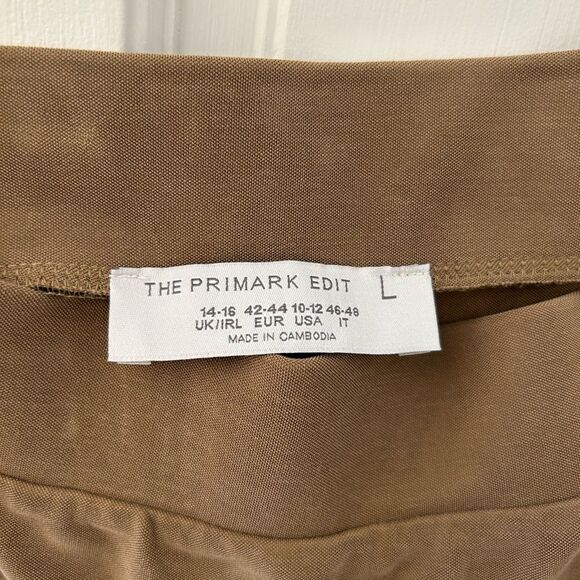 THE PRIMARK EDIT L
14-16 42-44 10-12 46-48
UK/IRL EUR USA IT
MADE IN CAMBODIA